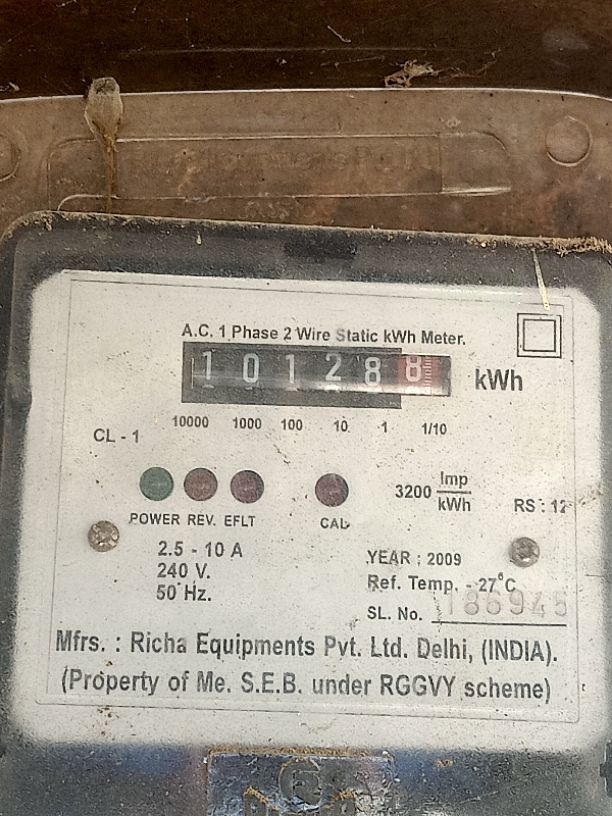 A.C. 1 Phase 2 Wire Static kWh Meter.
1 0 1 2 8 8 kWh
10000 1000 100 10 1 1/10
CL - 1
3200 Imp/kWh
RS : 12
POWER REV. EFLT CAL
2.5 - 10 A
240 V.
50 Hz.
YEAR : 2009
Ref. Temp. - 27°C
SL. No. 186945
Mfrs. : Richa Equipments Pvt. Ltd. Delhi, (INDIA).
(Property of Me. S.E.B. under RGGVY scheme)